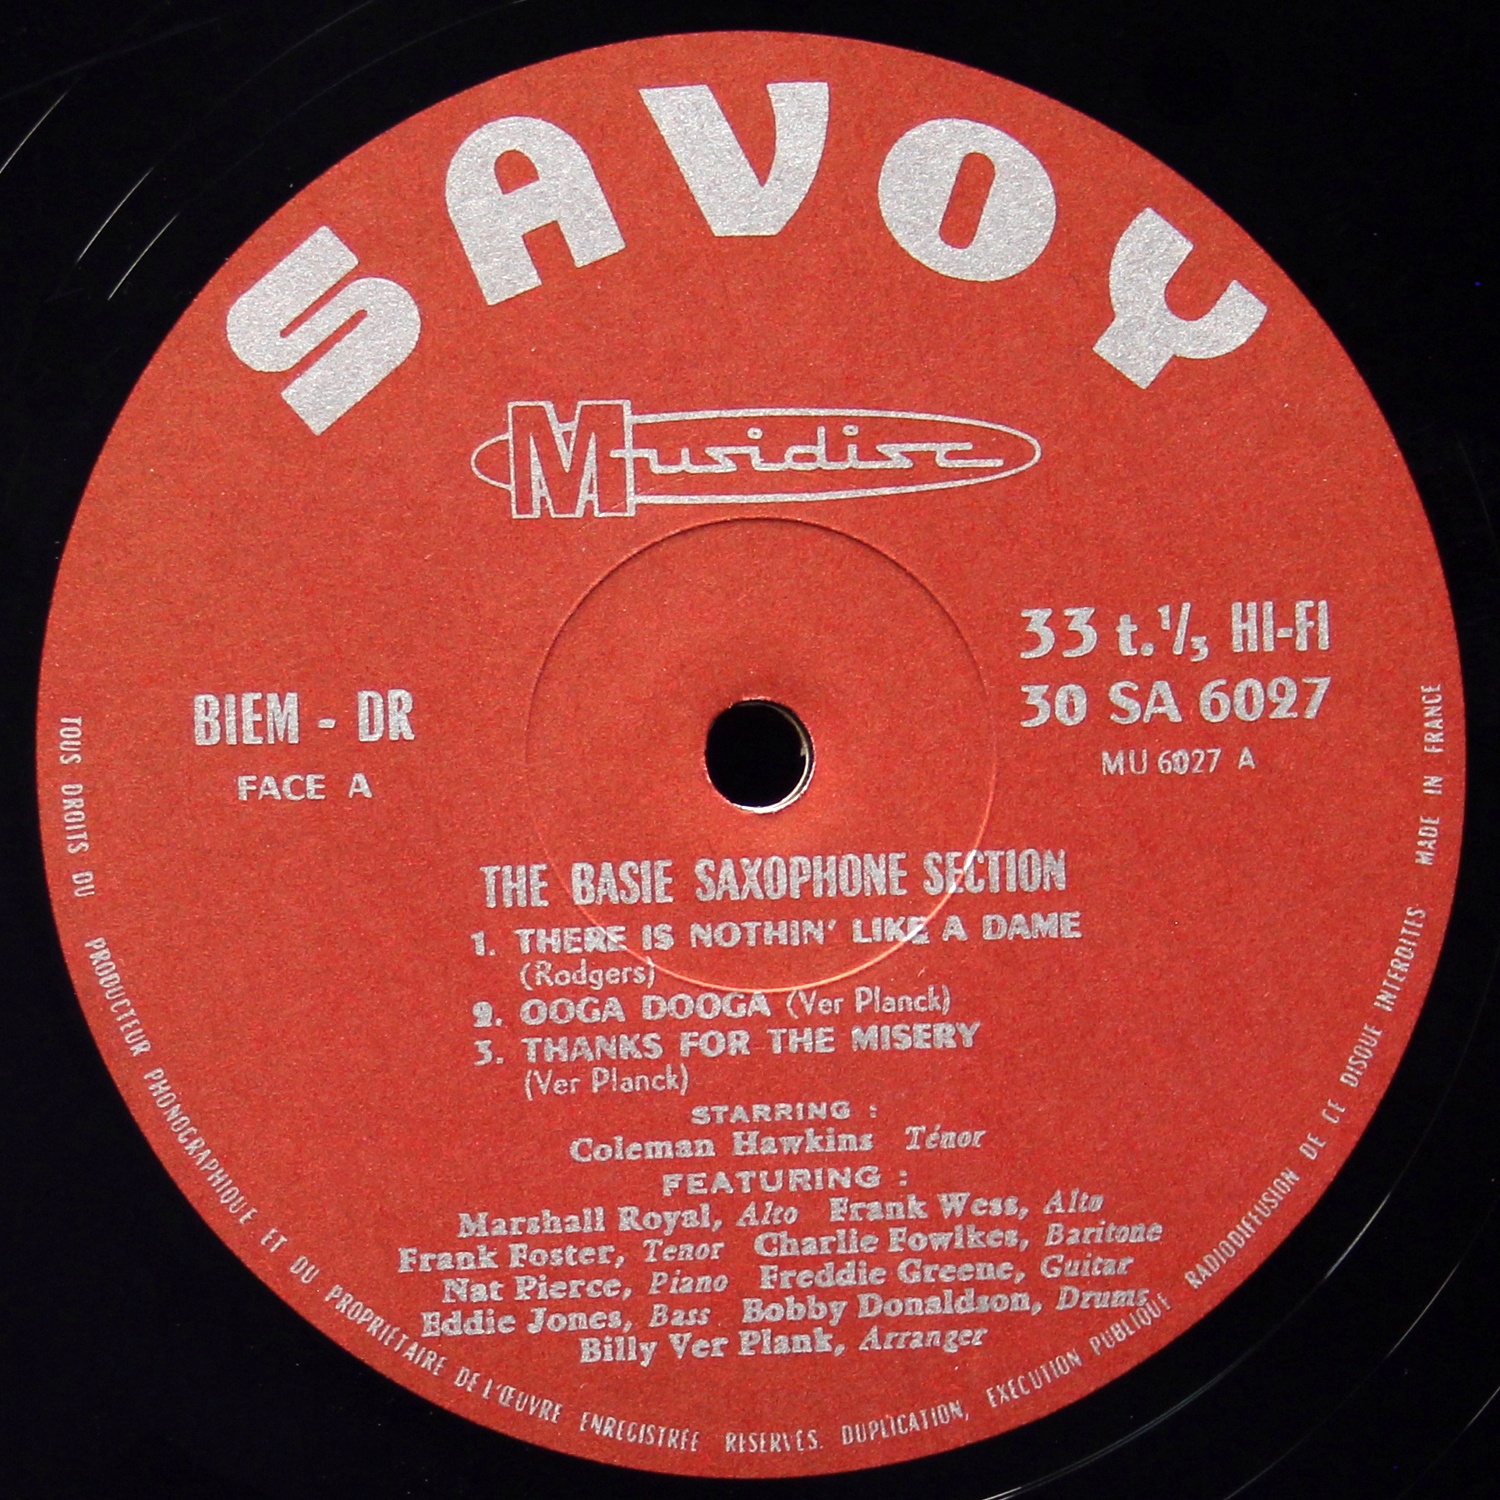 SAVOY
Musidisc
33 t. 1/3 HI-FI
30 SA 6027
MU 6027 A
BIEM - DR
FACE A
THE BASIE SAXOPHONE SECTION
1. THERE IS NOTHIN' LIKE A DAME
(Rodgers)
2. OOGA DOOGA (Ver Planck)
3. THANKS FOR THE MISERY
(Ver Planck)
STARRING :
Coleman Hawkins Ténor
FEATURING :
Marshall Royal, Alto Frank Wess, Alto
Frank Foster, Tenor Charlie Fowlkes, Baritone
Nat Pierce, Piano Freddie Greene, Guitar
Eddie Jones, Bass Bobby Donaldson, Drums
Billy Ver Plank, Arranger
TOUS DROITS DU PRODUCTEUR PHONOGRAPHIQUE ET DU PROPRIETAIRE DE L'ŒUVRE ENREGISTRÉE RESERVÉS. DUPLICATION, EXECUTION PUBLIQUE RADIODIFFUSION DE CE DISQUE INTERDITES MADE IN FRANCE